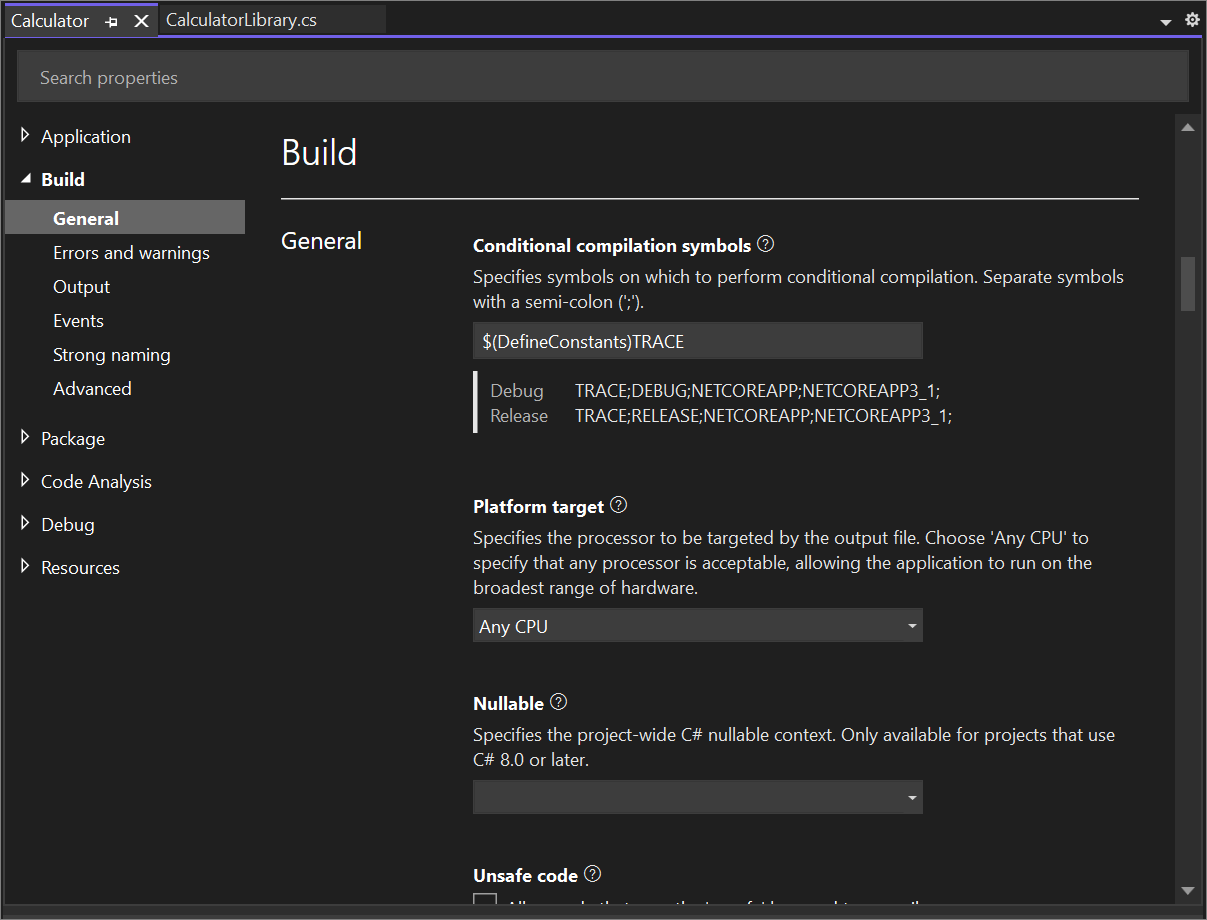 Calculator
CalculatorLibrary.cs
Search properties
Application
Build
General
Errors and warnings
Output
Events
Strong naming
Advanced
Package
Code Analysis
Debug
Resources
Build
General
Conditional compilation symbols
Specifies symbols on which to perform conditional compilation. Separate symbols
with a semi-colon (';').
$(DefineConstants)TRACE
Debug TRACE;DEBUG;NETCOREAPP;NETCOREAPP3_1;
Release TRACE;RELEASE;NETCOREAPP;NETCOREAPP3_1;
Platform target
Specifies the processor to be targeted by the output file. Choose 'Any CPU' to
specify that any processor is acceptable, allowing the application to run on the
broadest range of hardware.
Any CPU
Nullable
Specifies the project-wide C# nullable context. Only available for projects that use
C# 8.0 or later.
Unsafe code